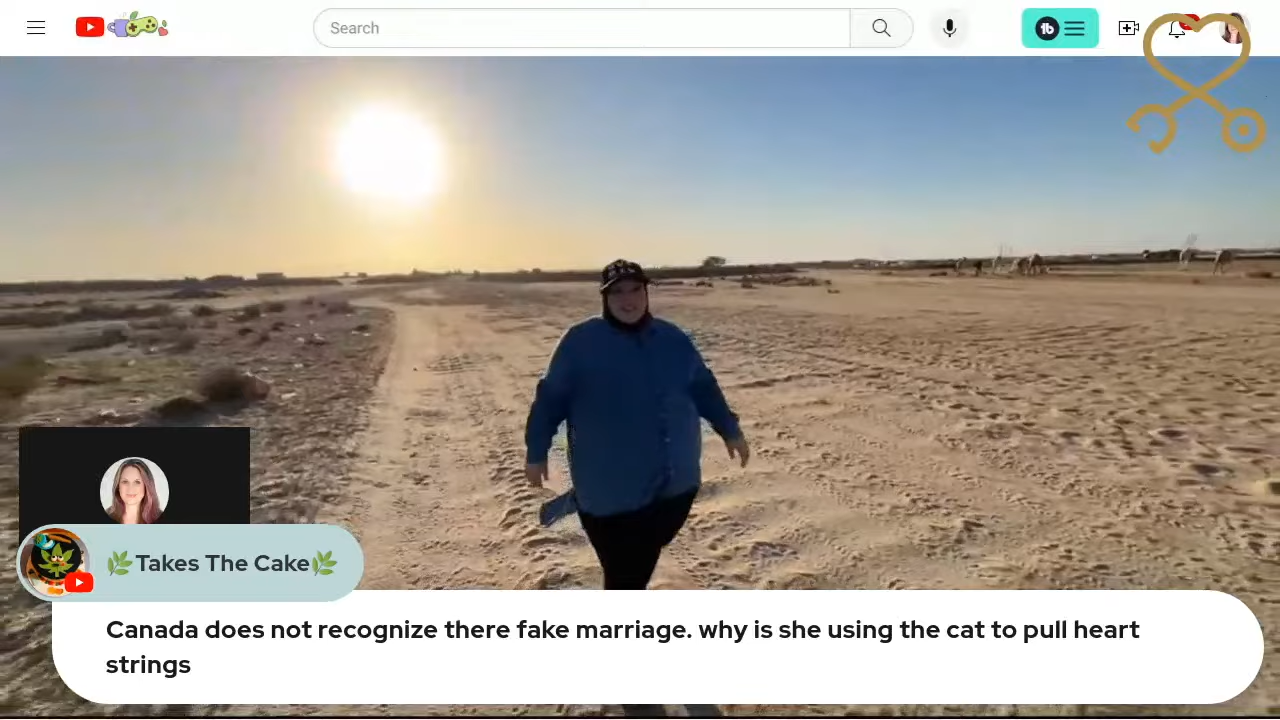 Search
tb
🌿Takes The Cake🌿
Canada does not recognize there fake marriage. why is she using the cat to pull heart
strings